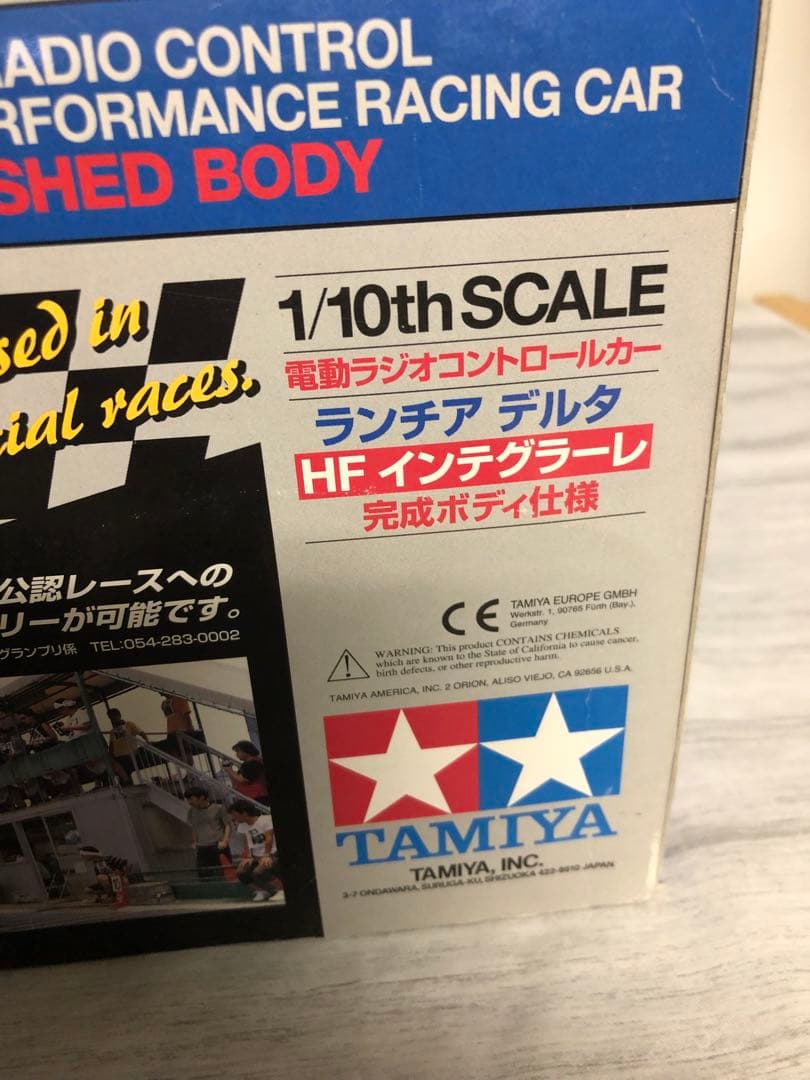 RADIO CONTROL
RFORMANCE RACING CAR
SHED BODY
sed in
cial races.
1/10th SCALE
電動ラジオコントロールカー
ランチア デルタ
HF インテグラーレ
完成ボディ仕様
公認レースへの
リーが可能です。
グランプリ係 TEL:054-283-0002
CE
TAMIYA EUROPE GMBH
Werkstr. 1, 90765 Fürth (Bay.),
Germany
WARNING: This product CONTAINS CHEMICALS
which are known to the State of California to cause cancer,
birth defects, or other reproductive harm.
TAMIYA AMERICA, INC. 2 ORION, ALISO VIEJO, CA 92656 U.S.A.
TAMIYA
TAMIYA, INC.
3-7 ONDAWARA, SURUGA-KU, SHIZUOKA 422-8610 JAPAN